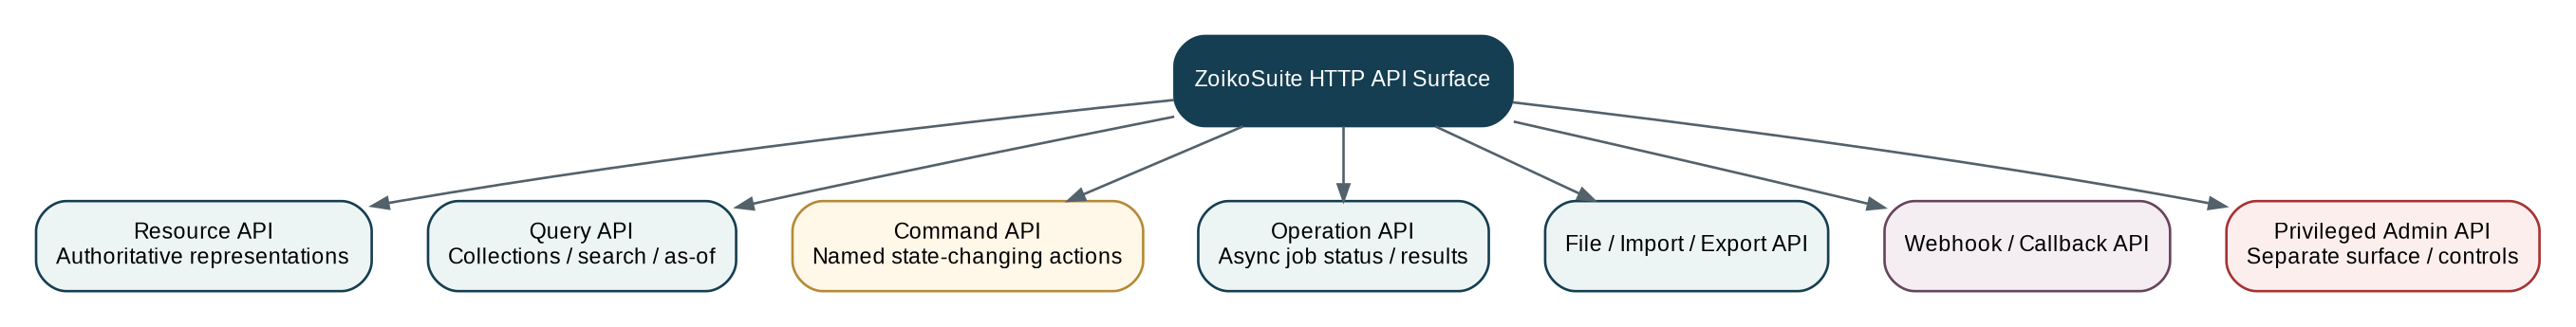 ZoikoSuite HTTP API Surface
Resource API
Authoritative representations
Query API
Collections / search / as-of
Command API
Named state-changing actions
Operation API
Async job status / results
File / Import / Export API
Webhook / Callback API
Privileged Admin API
Separate surface / controls